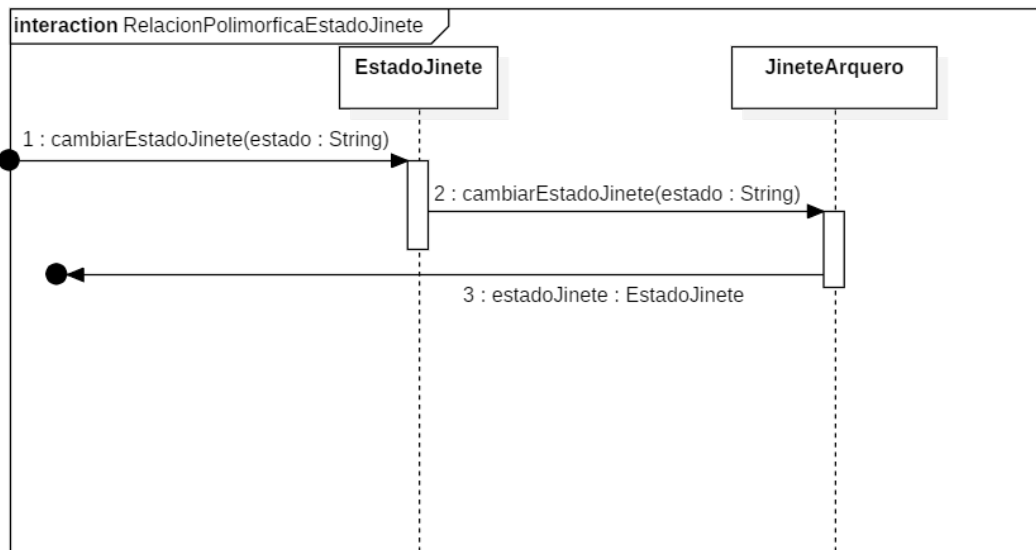 interaction RelacionPolimorficaEstadoJinete
EstadoJinete
JineteArquero
1 : cambiarEstadoJinete(estado : String)
2 : cambiarEstadoJinete(estado : String)
3 : estadoJinete : EstadoJinete